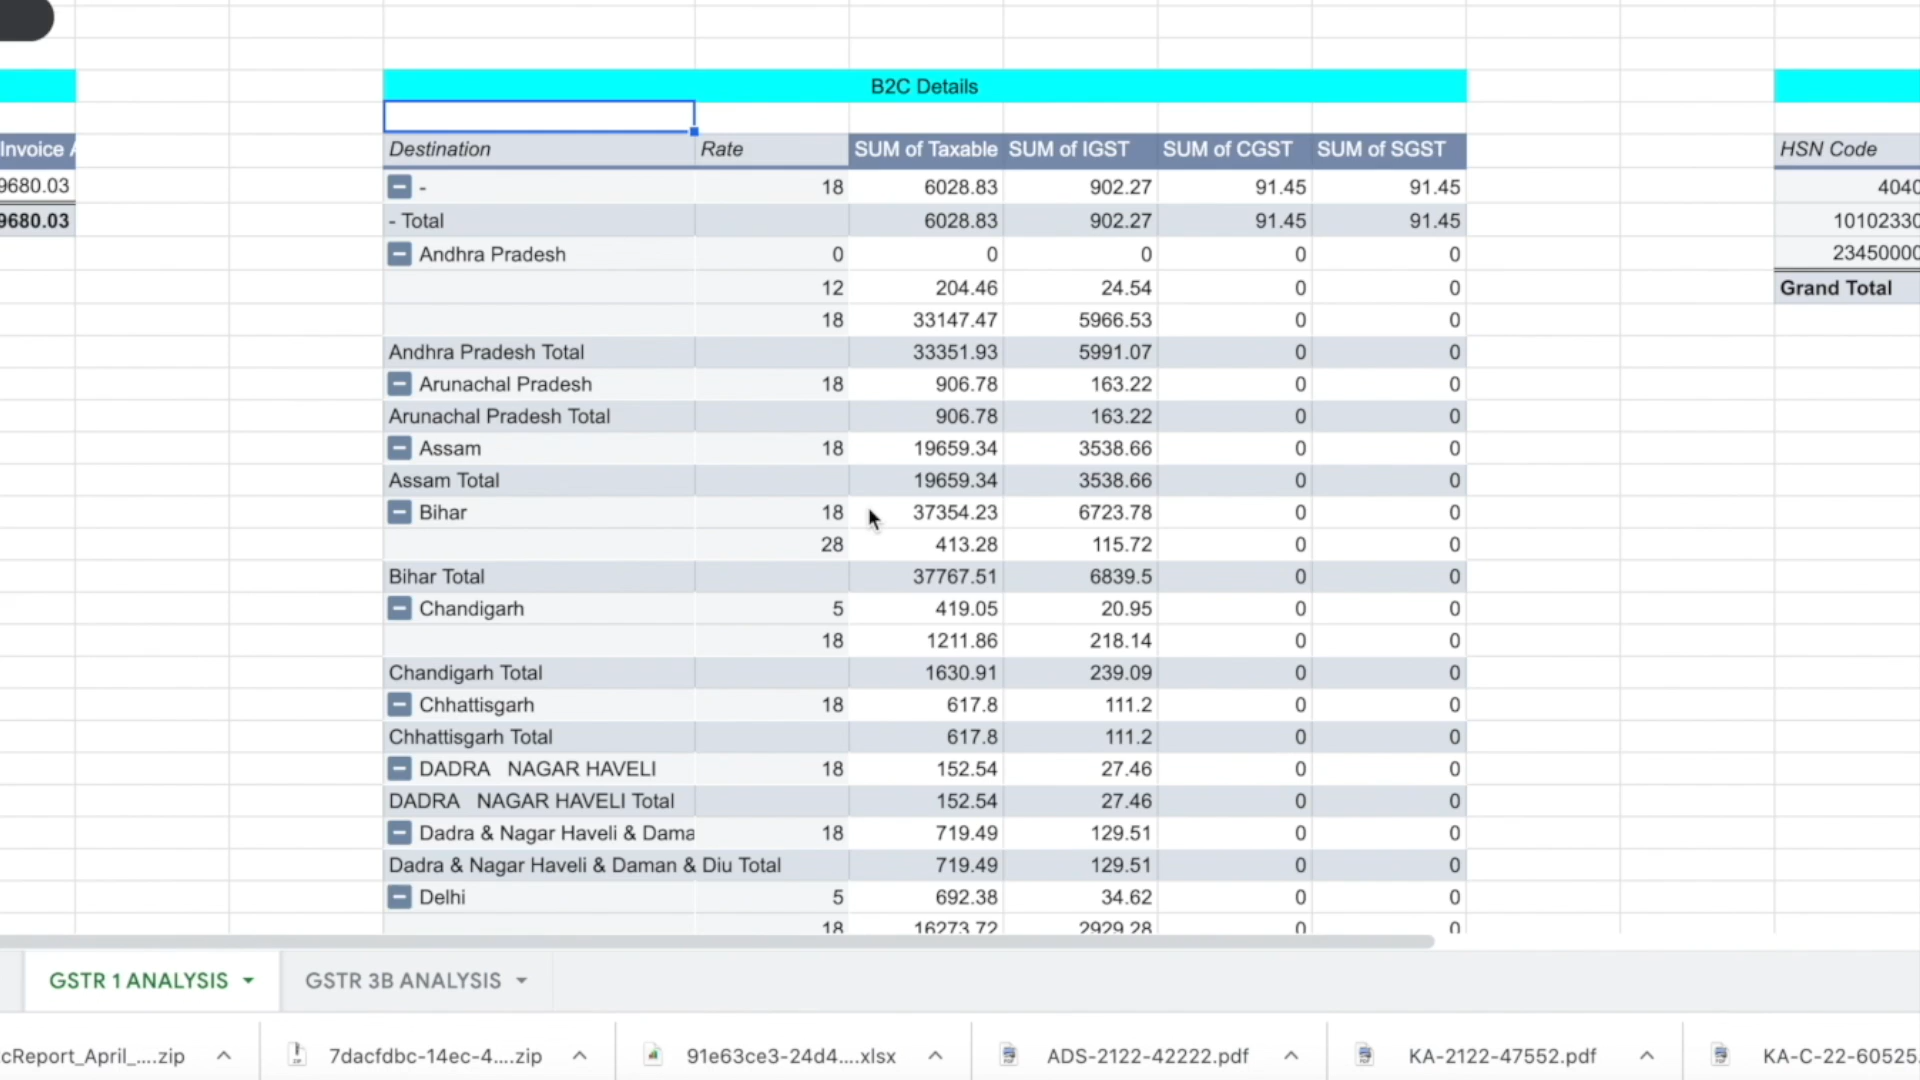 B2C Details
Invoice A
Destination Rate SUM of Taxable SUM of IGST SUM of CGST SUM of SGST
HSN Code
9680.03
- 18 6028.83 902.27 91.45 91.45
4040
9680.03
- Total 6028.83 902.27 91.45 91.45
10102330
Andhra Pradesh 0 0 0 0 0
23450000
12 204.46 24.54 0 0
Grand Total
18 33147.47 5966.53 0 0
Andhra Pradesh Total 33351.93 5991.07 0 0
Arunachal Pradesh 18 906.78 163.22 0 0
Arunachal Pradesh Total 906.78 163.22 0 0
Assam 18 19659.34 3538.66 0 0
Assam Total 19659.34 3538.66 0 0
Bihar 18 37354.23 6723.78 0 0
28 413.28 115.72 0 0
Bihar Total 37767.51 6839.5 0 0
Chandigarh 5 419.05 20.95 0 0
18 1211.86 218.14 0 0
Chandigarh Total 1630.91 239.09 0 0
Chhattisgarh 18 617.8 111.2 0 0
Chhattisgarh Total 617.8 111.2 0 0
DADRA NAGAR HAVELI 18 152.54 27.46 0 0
DADRA NAGAR HAVELI Total 152.54 27.46 0 0
Dadra & Nagar Haveli & Dama 18 719.49 129.51 0 0
Dadra & Nagar Haveli & Daman & Diu Total 719.49 129.51 0 0
Delhi 5 692.38 34.62 0 0
18 16273.72 2929.28 0 0
GSTR 1 ANALYSIS GSTR 3B ANALYSIS
cReport_April_....zip 7dacfdbc-14ec-4....zip 91e63ce3-24d4....xlsx ADS-2122-42222.pdf KA-2122-47552.pdf KA-C-22-60525.